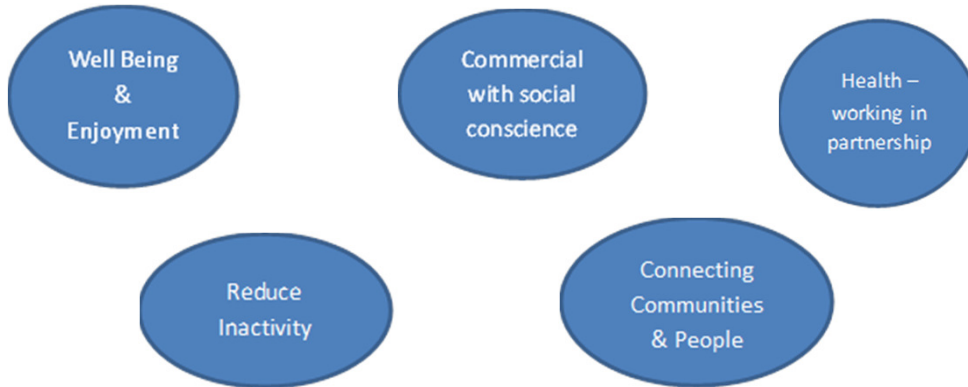 Well Being
&
Enjoyment
Commercial
with social
conscience
Health –
working in
partnership
Reduce
Inactivity
Connecting
Communities
& People